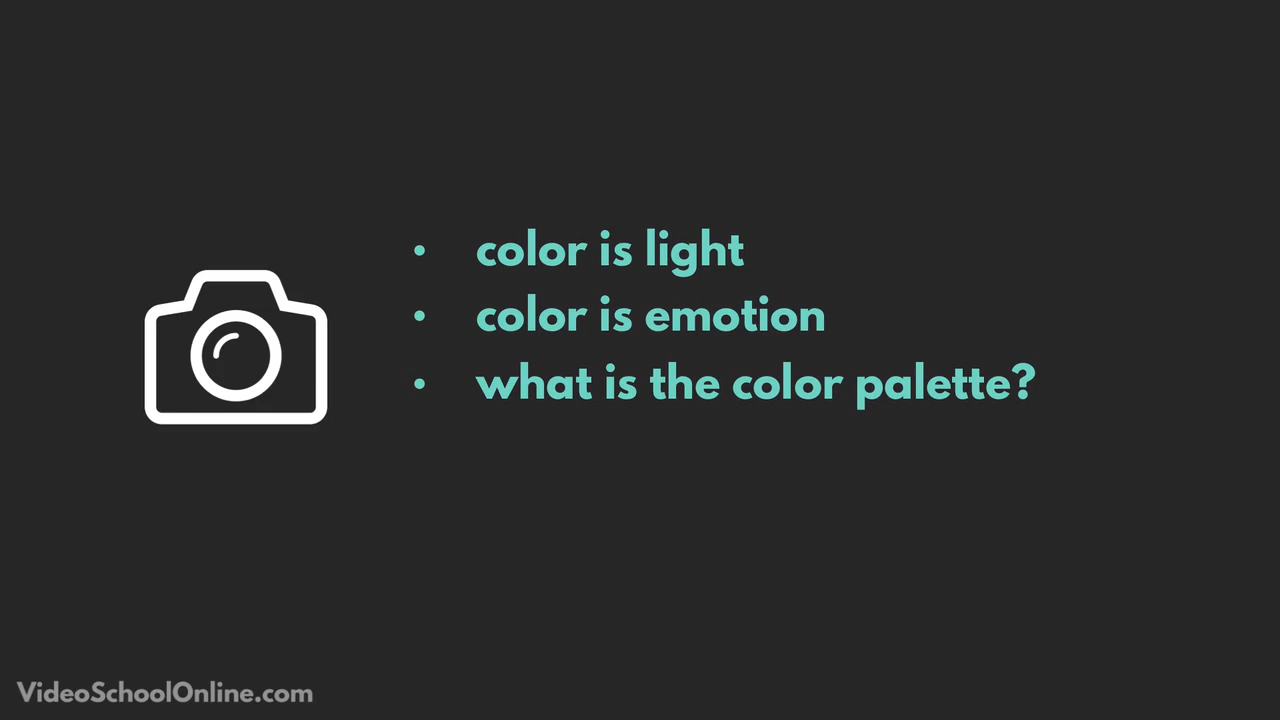 • color is light
• color is emotion
• what is the color palette?
VideoSchoolOnline.com